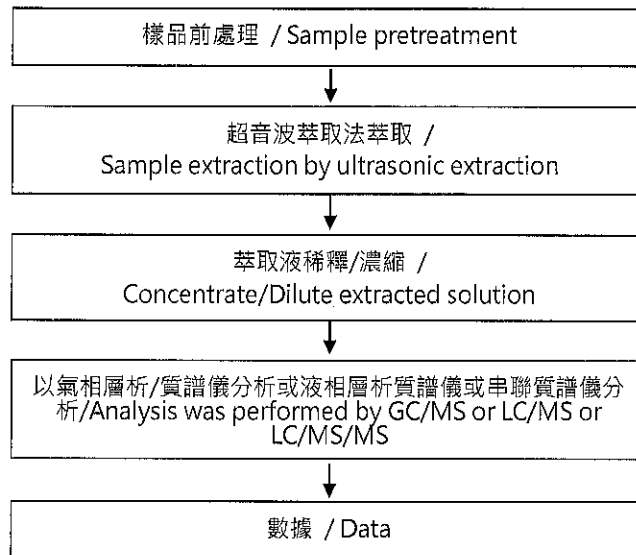 樣品前處理 / Sample pretreatment
超音波萃取法萃取 /
Sample extraction by ultrasonic extraction
萃取液稀釋/濃縮 /
Concentrate/Dilute extracted solution
以氣相層析/質譜儀分析或液相層析質譜儀或串聯質譜儀分
析/Analysis was performed by GC/MS or LC/MS or
LC/MS/MS
數據 / Data